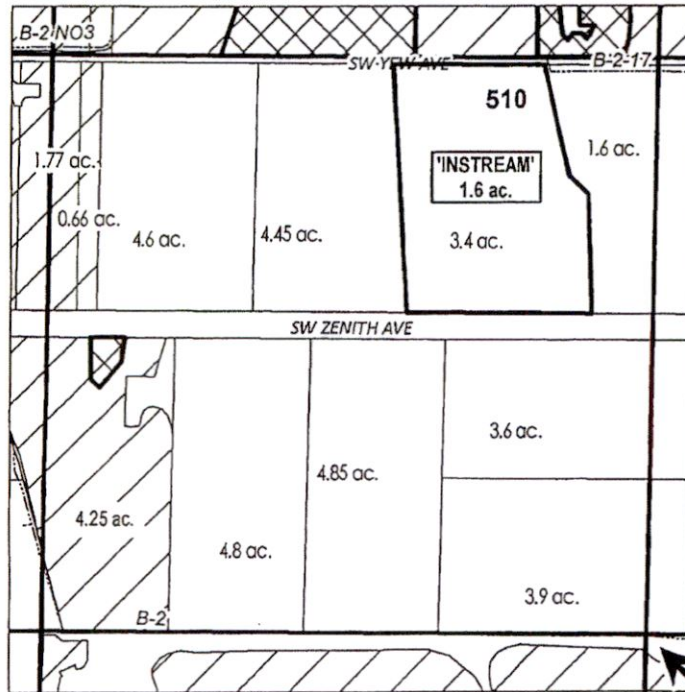 B-2 NO3
SW YEW AVE
B-2-17
510
1.77 ac.
'INSTREAM'
1.6 ac.
1.6 ac.
0.66 ac.
4.6 ac.
4.45 ac.
3.4 ac.
SW ZENITH AVE
3.6 ac.
4.85 ac.
4.25 ac.
4.8 ac.
3.9 ac.
B-2